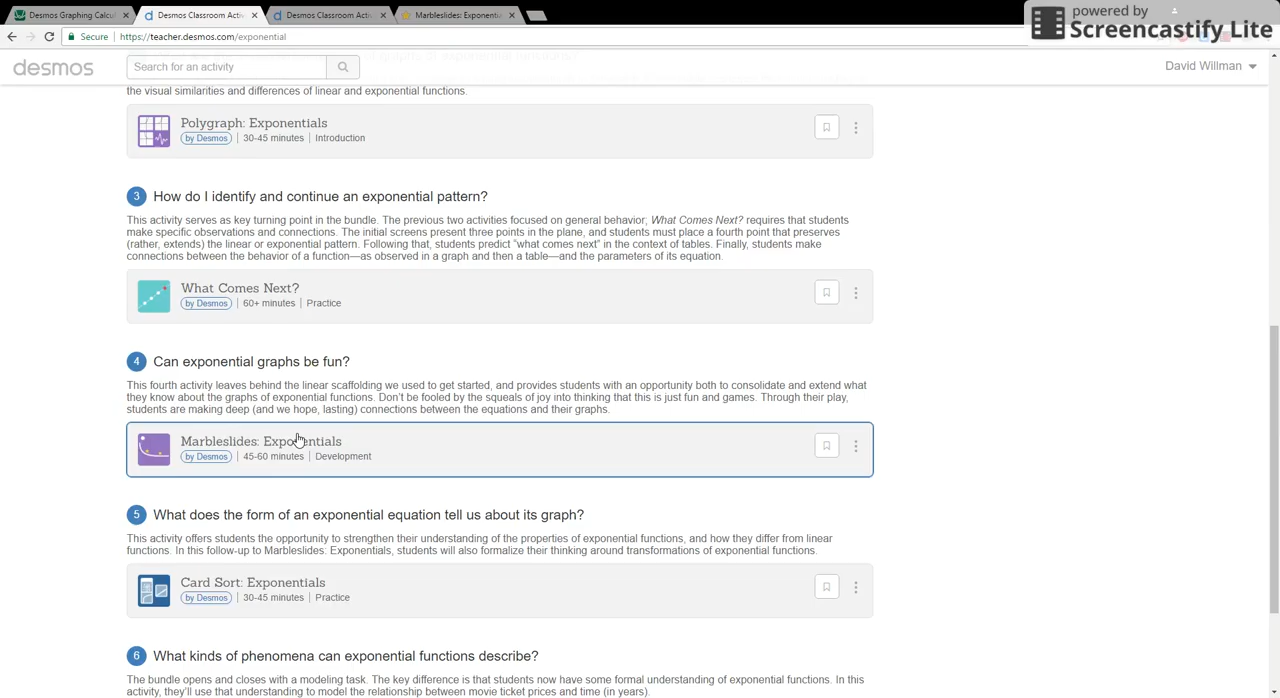 Desmos Graphing Calcu
Desmos Classroom Activ
Desmos Classroom Activ
Marbleslides: Exponentia
powered by
Screencastify Lite
Secure | https://teacher.desmos.com/exponential
desmos
Search for an activity
David Willman
the visual similarities and differences of linear and exponential functions.
Polygraph: Exponentials
by Desmos | 30-45 minutes | Introduction
3 How do I identify and continue an exponential pattern?
This activity serves as key turning point in the bundle. The previous two activities focused on general behavior; What Comes Next? requires that students
make specific observations and connections. The initial screens present three points in the plane, and students must place a fourth point that preserves
(rather, extends) the linear or exponential pattern. Following that, students predict “what comes next” in the context of tables. Finally, students make
connections between the behavior of a function—as observed in a graph and then a table—and the parameters of its equation.
What Comes Next?
by Desmos | 60+ minutes | Practice
4 Can exponential graphs be fun?
This fourth activity leaves behind the linear scaffolding we used to get started, and provides students with an opportunity both to consolidate and extend what
they know about the graphs of exponential functions. Don’t be fooled by the squeals of joy into thinking that this is just fun and games. Through their play,
students are making deep (and we hope, lasting) connections between the equations and their graphs.
Marbleslides: Exponentials
by Desmos | 45-60 minutes | Development
5 What does the form of an exponential equation tell us about its graph?
This activity offers students the opportunity to strengthen their understanding of the properties of exponential functions, and how they differ from linear
functions. In this follow-up to Marbleslides: Exponentials, students will also formalize their thinking around transformations of exponential functions.
Card Sort: Exponentials
by Desmos | 30-45 minutes | Practice
6 What kinds of phenomena can exponential functions describe?
The bundle opens and closes with a modeling task. The key difference is that students now have some formal understanding of exponential functions. In this
activity, they’ll use that understanding to model the relationship between movie ticket prices and time (in years).